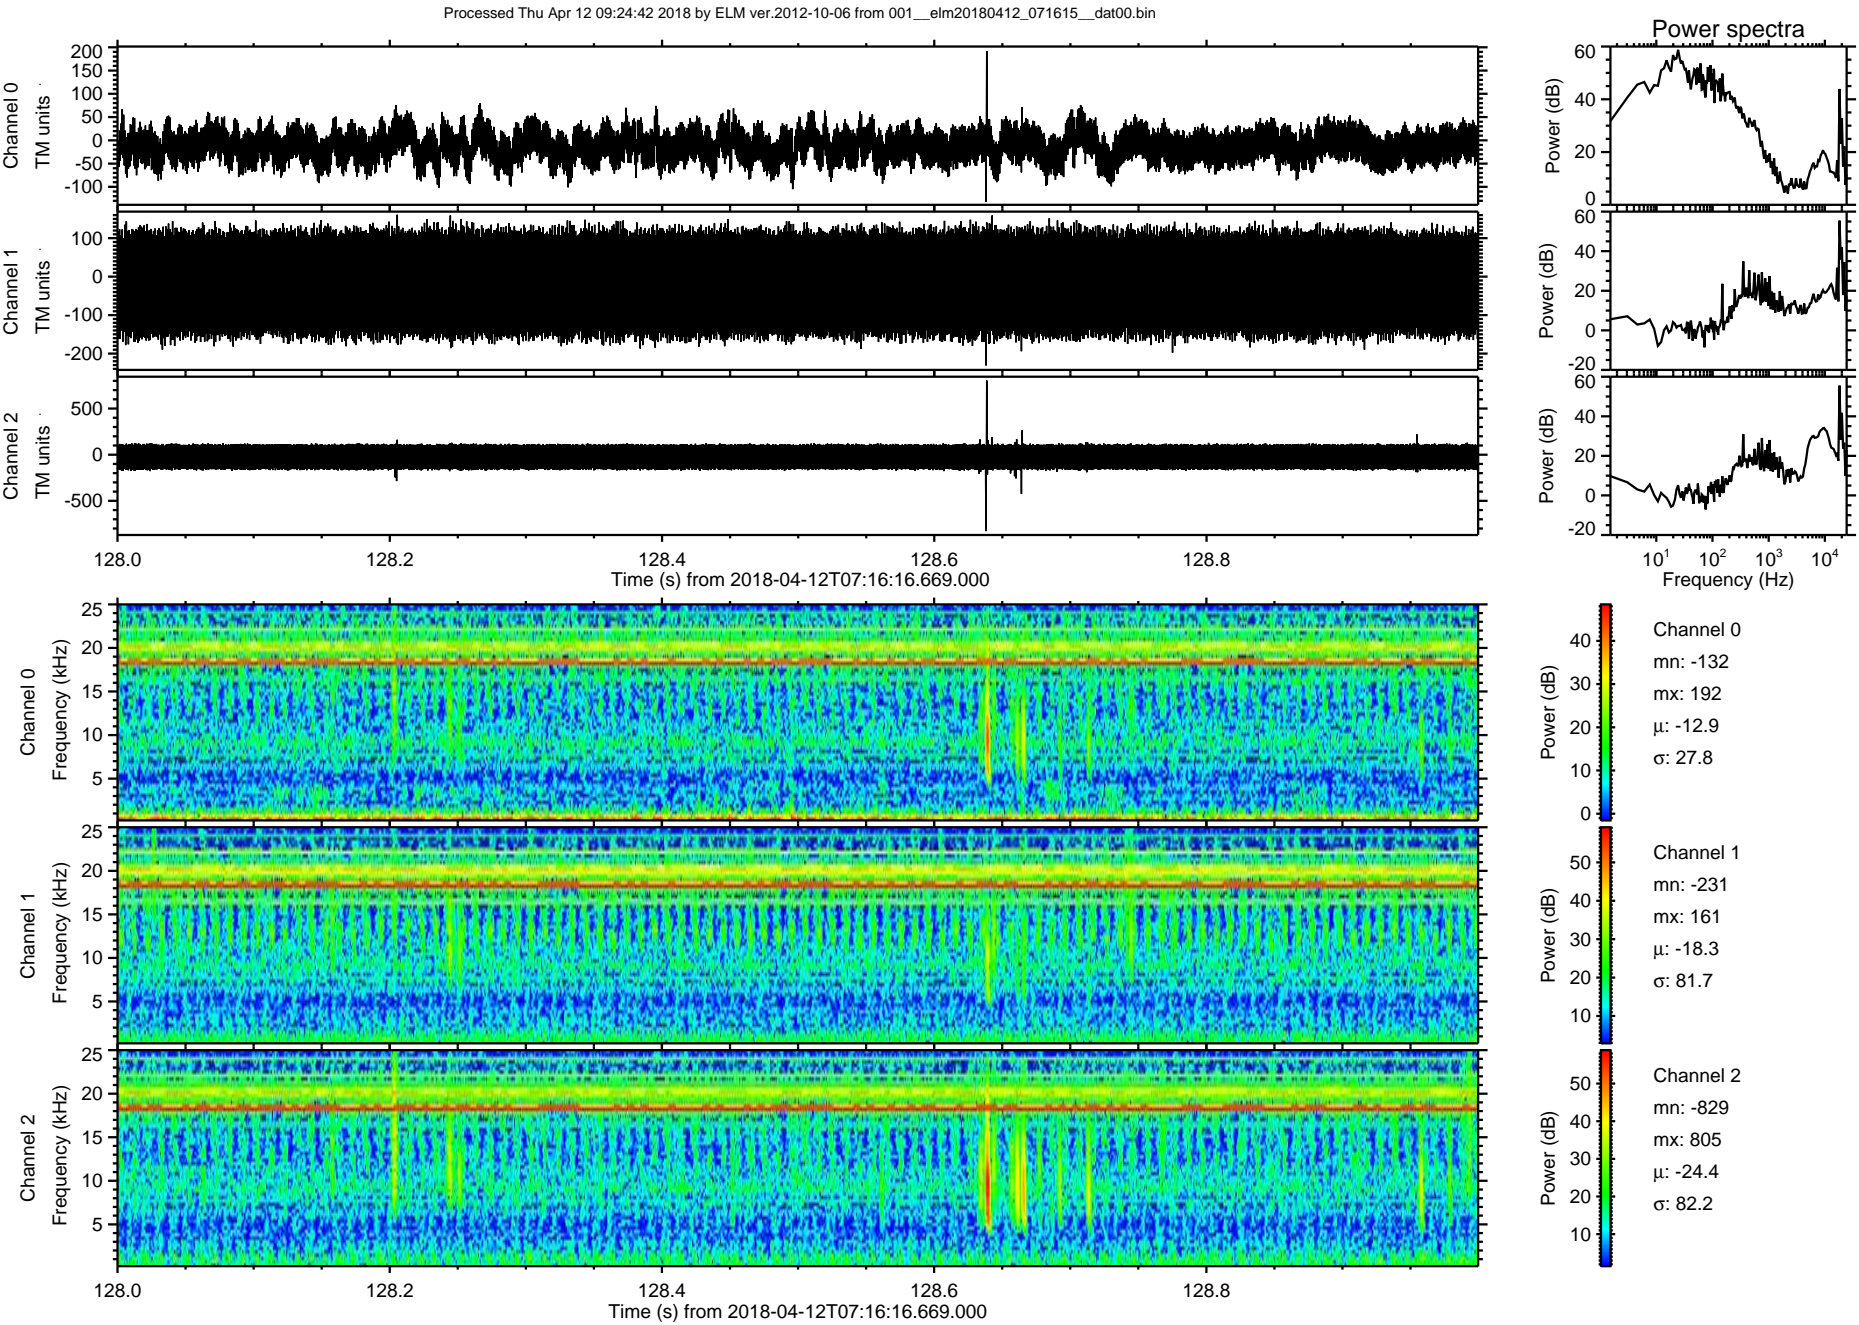 Processed Thu Apr 12 09:24:42 2018 by ELM ver.2012-10-06 from 001__elm20180412_071615__dat00.bin
Power spectra
Channel 0
TM units
200
150
100
50
0
-50
-100
Power (dB)
60
40
20
0
Channel 1
TM units
100
0
-100
-200
Power (dB)
60
40
20
0
-20
Channel 2
TM units
500
0
-500
Power (dB)
60
40
20
0
-20
128.0 128.2 128.4 128.6 128.8
Time (s) from 2018-04-12T07:16:16.669.000
10¹ 10² 10³ 10⁴
Frequency (Hz)
Channel 0
Frequency (kHz)
25
20
15
10
5
Power (dB)
40
30
20
10
0
Channel 0
mn: -132
mx: 192
μ: -12.9
σ: 27.8
Channel 1
Frequency (kHz)
25
20
15
10
5
Power (dB)
50
40
30
20
10
Channel 1
mn: -231
mx: 161
μ: -18.3
σ: 81.7
Channel 2
Frequency (kHz)
25
20
15
10
5
Power (dB)
50
40
30
20
10
Channel 2
mn: -829
mx: 805
μ: -24.4
σ: 82.2
128.0 128.2 128.4 128.6 128.8
Time (s) from 2018-04-12T07:16:16.669.000